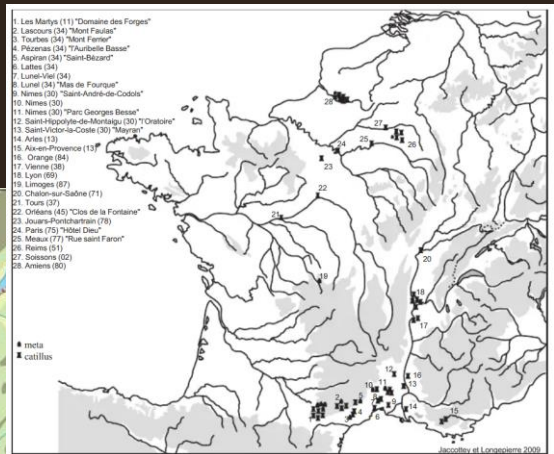 1. Les Martys (11) "Domaine des Forges"
2. Lascours (34) "Mont Faulas"
3. Tourbes (34) "Mont Ferrier"
4. Pézenas (34) "l'Auribelle Basse"
5. Aspiran (34) "Saint-Bézard"
6. Lattes (34)
7. Lunel-Viel (34)
8. Lunel (34) "Mas de Fourque"
9. Nimes (30) "Saint-André-de-Codols"
10. Nimes (30)
11. Nimes (30) "Parc Georges Besse"
12. Saint-Hippolyte-de-Montaigu (30) "l'Oratoire"
13. Saint-Victor-la-Coste (30) "Mayran"
14. Arles (13)
15. Aix-en-Provence (13)
16. Orange (84)
17. Vienne (38)
18. Lyon (69)
19. Limoges (87)
20. Chalon-sur-Saône (71)
21. Tours (37)
22. Orléans (45) "Clos de la Fontaine"
23. Jouars-Pontchartrain (78)
24. Paris (75) "Hôtel Dieu"
25. Meaux (77) "Rue saint Faron"
26. Reims (51)
27. Soissons (02)
28. Amiens (80)
meta
catillus
28
27
25
26
24
23
22
21
20
19
18
17
12
16
10
11
13
2
5
8
7
9
14
15
3
4
6
Jaccottey et Longepierre 2009